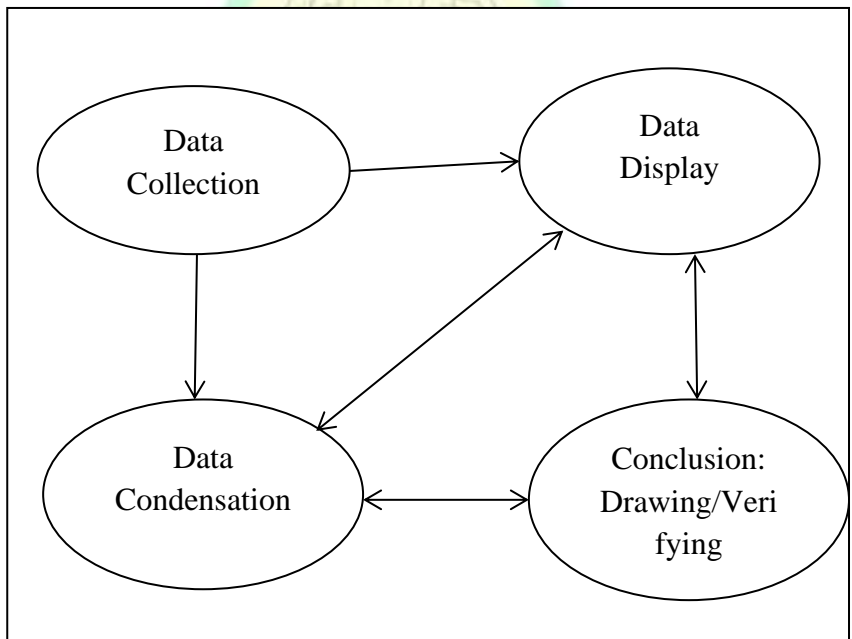 Data
Collection
Data
Display
Data
Condensation
Conclusion:
Drawing/Veri
fying